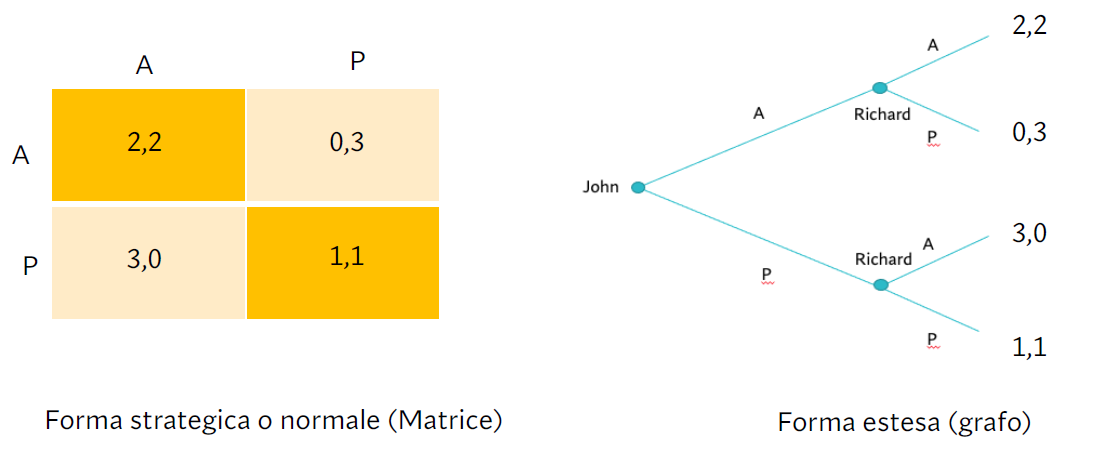 A P
A 2,2 0,3
P 3,0 1,1
Forma strategica o normale (Matrice)
2,2
A
A
Richard
P
0,3
John
3,0
A
Richard
P
P
1,1
Forma estesa (grafo)